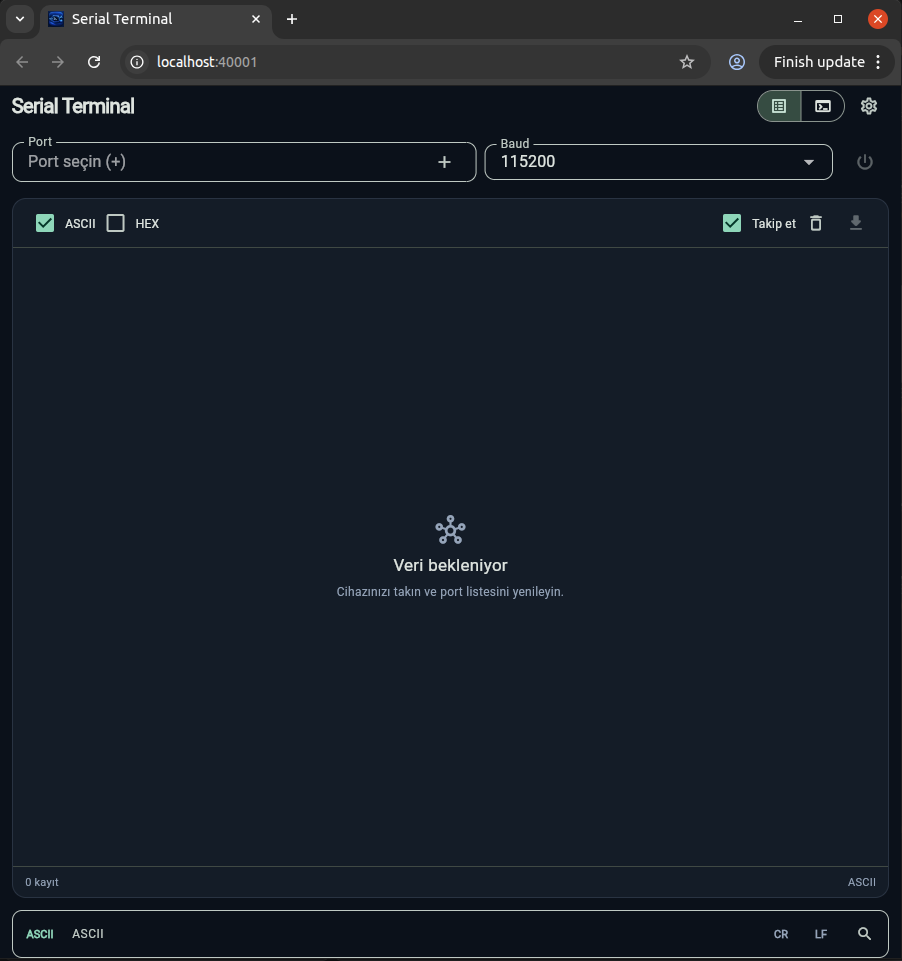 Serial Terminal
localhost:40001
Finish update
Serial Terminal
Port
Port seçin (+)
Baud
115200
ASCII
HEX
Takip et
Veri bekleniyor
Cihazınızı takın ve port listesini yenileyin.
0 kayıt
ASCII
ASCII
ASCII
CR
LF